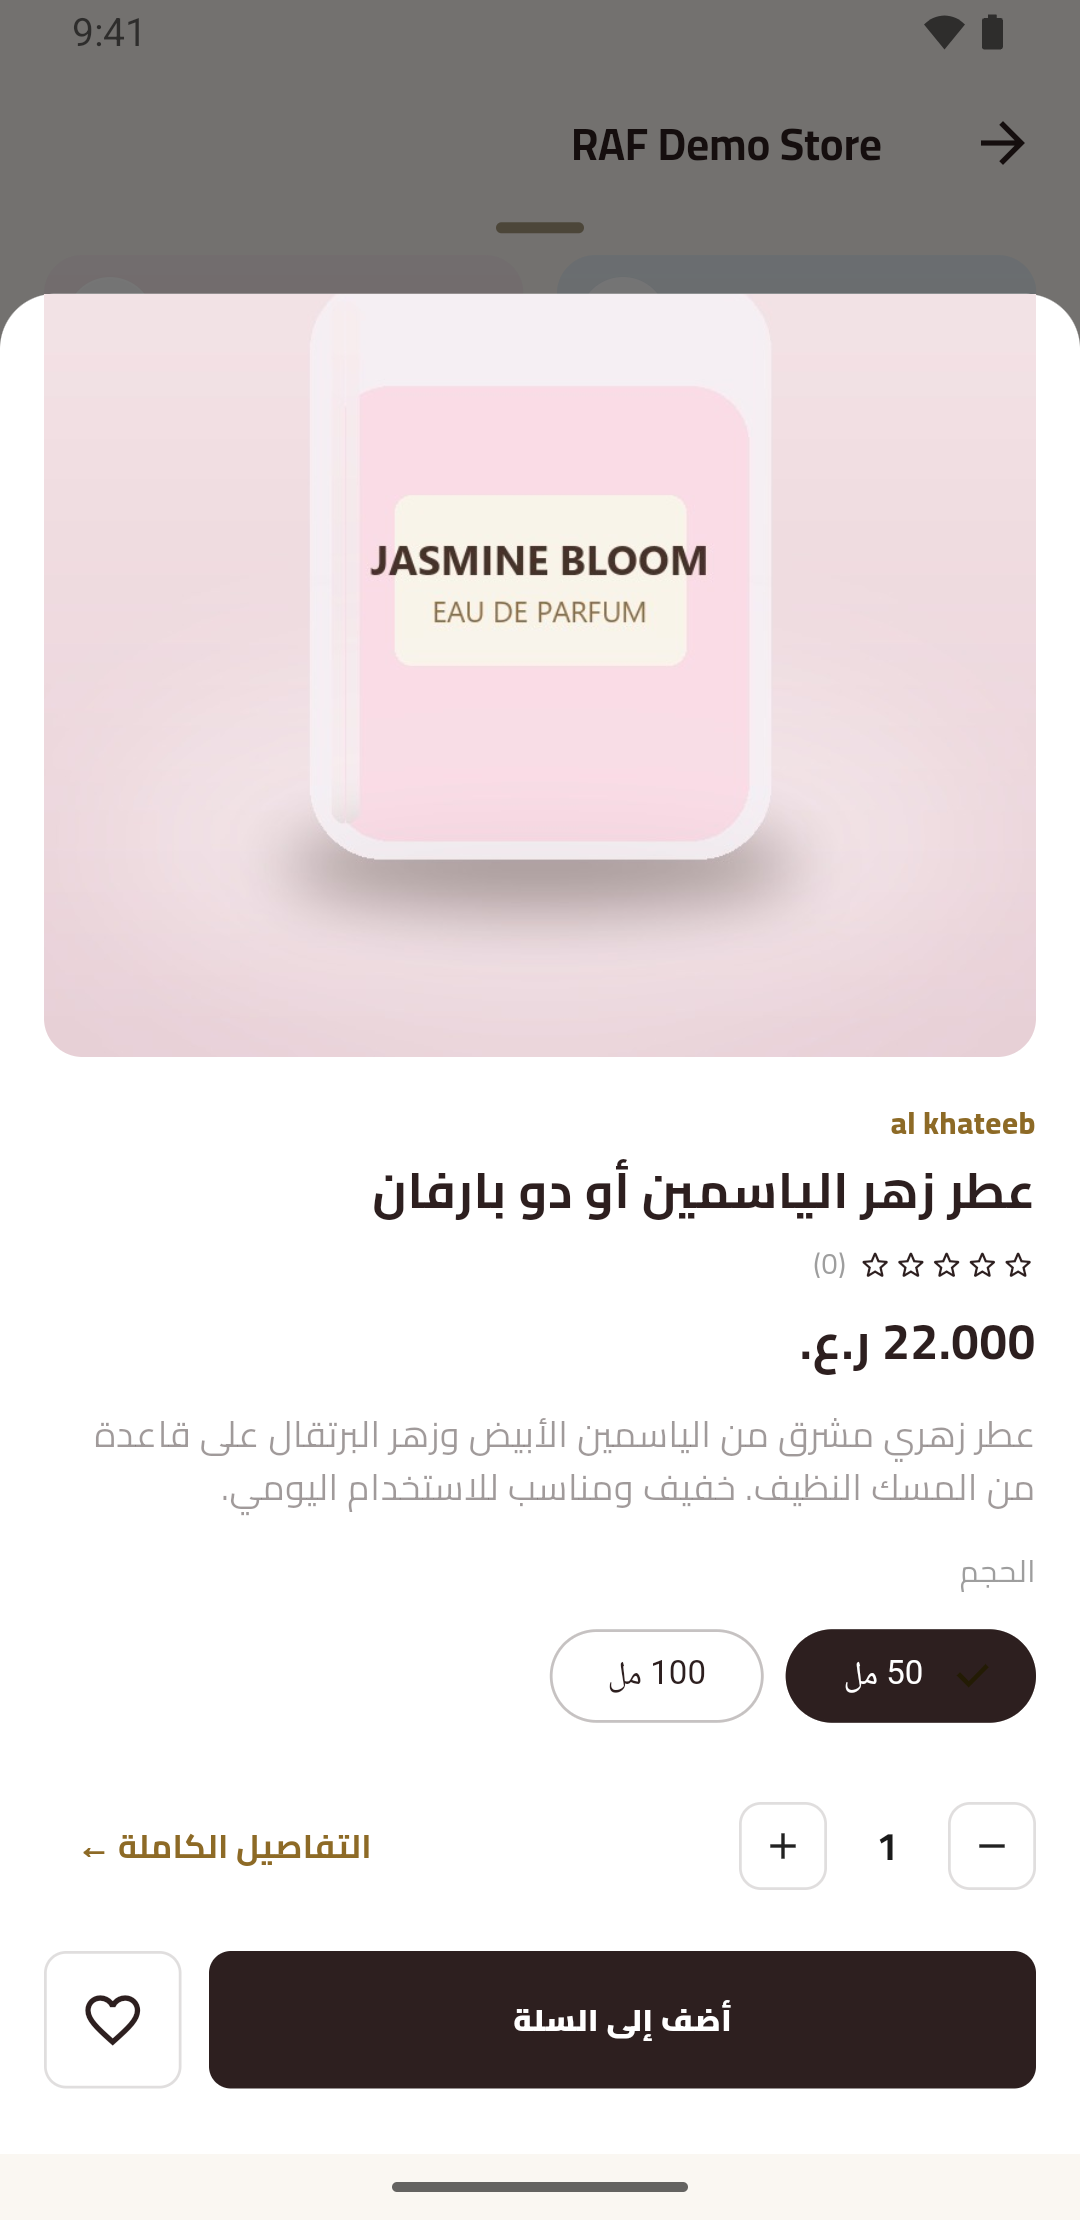 9:41
RAF Demo Store
JASMINE BLOOM
EAU DE PARFUM
al khateeb
عطر زهر الياسمين أو دو بارفان
(0)
22.000 ر.ع.
عطر زهري مشرق من الياسمين الأبيض وزهر البرتقال على قاعدة
من المسك النظيف. خفيف ومناسب للاستخدام اليومي.
الحجم
50 مل
100 مل
1
التفاصيل الكاملة ←
أضف إلى السلة